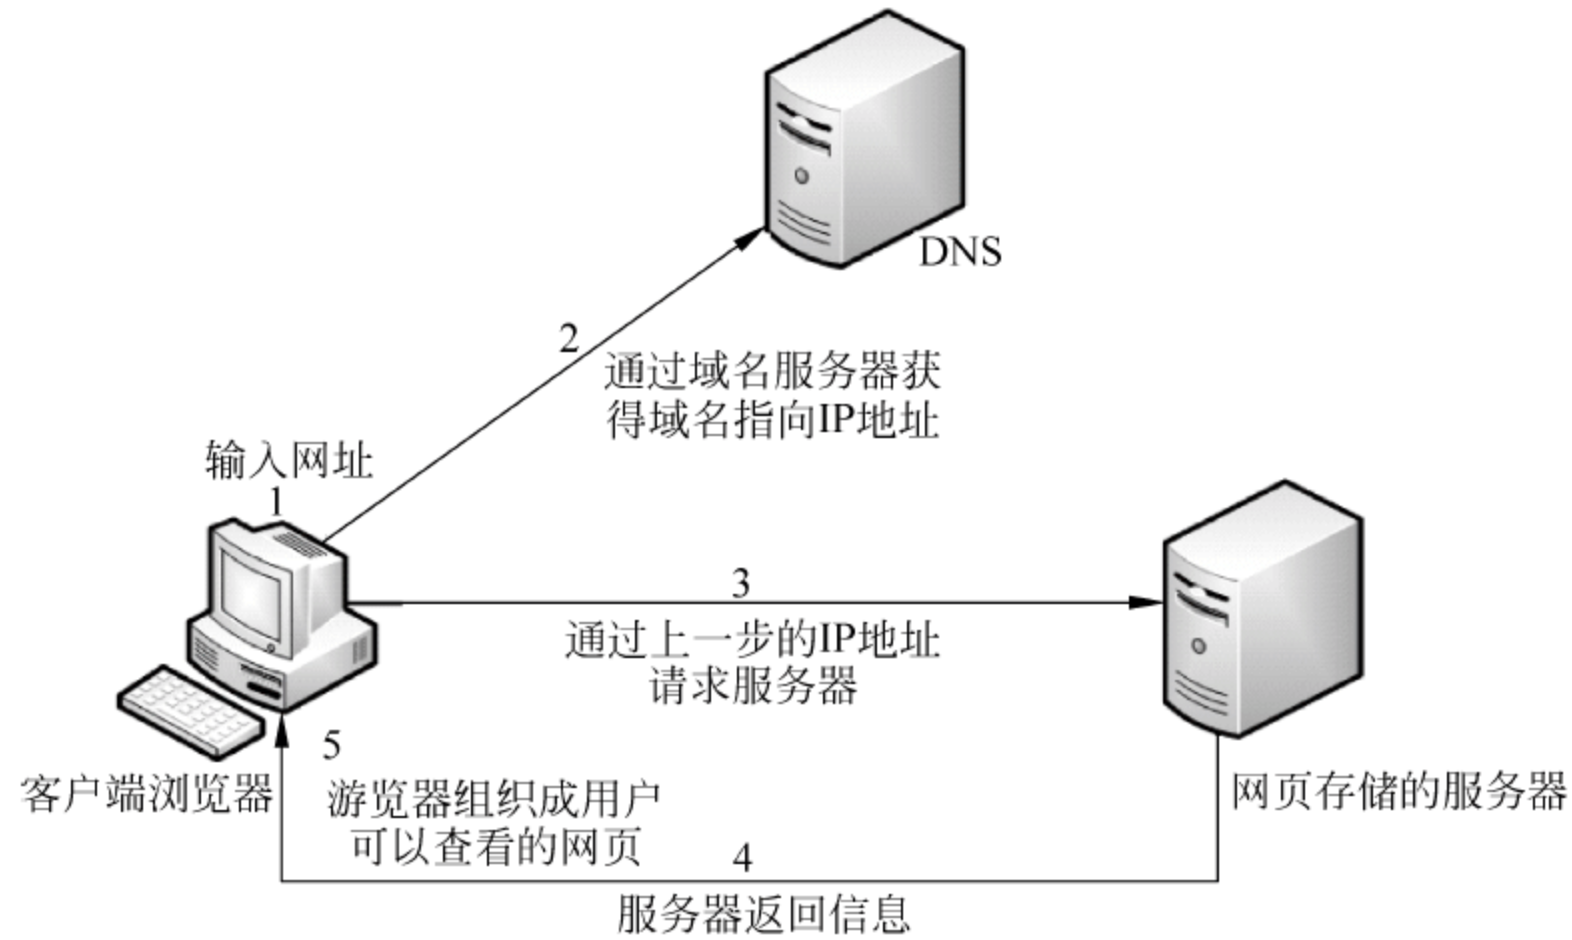 DNS
2
通过域名服务器获
得域名指向IP地址
输入网址
1
3
通过上一步的IP地址
请求服务器
5
客户端浏览器
游览器组织成用户
可以查看的网页
网页存储的服务器
4
服务器返回信息